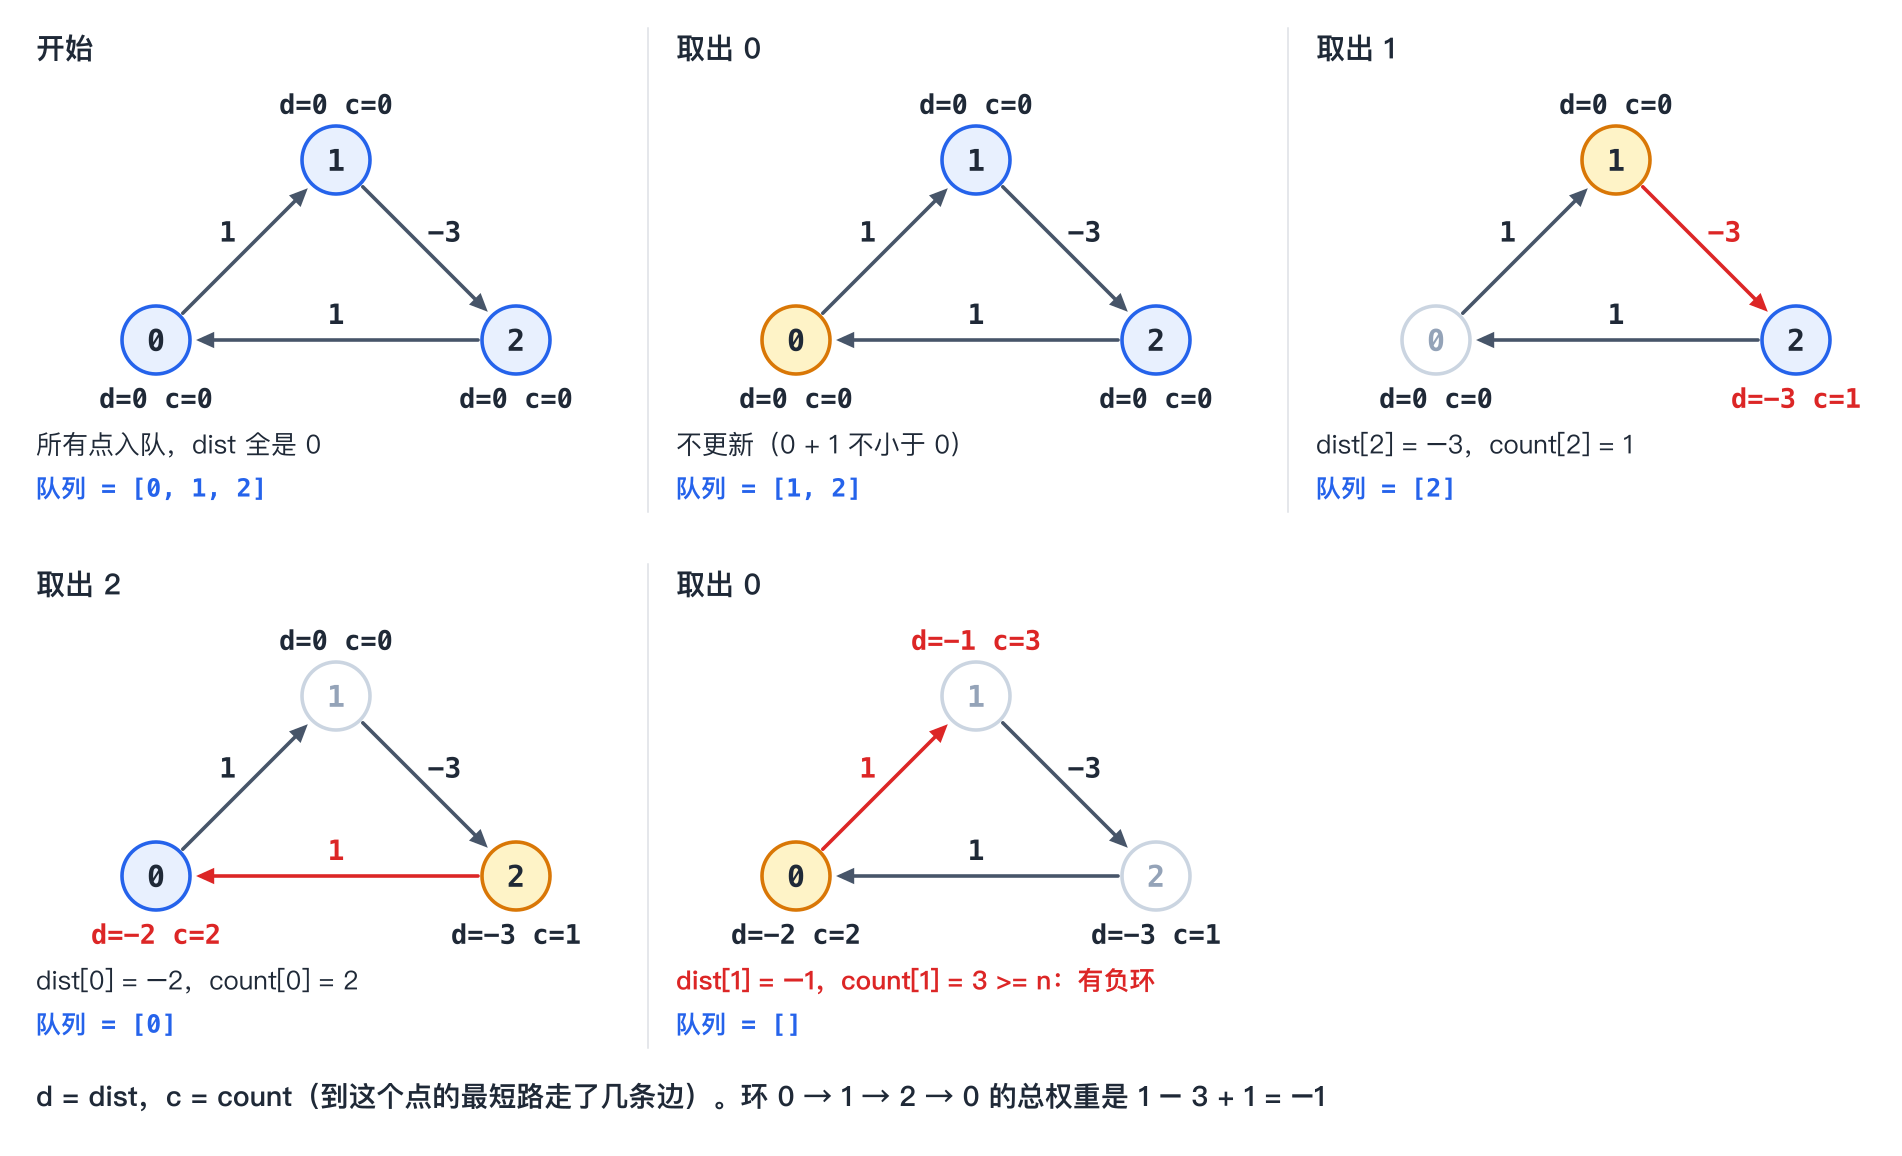 开始
d=0 c=0
1
1
−3
1
0
2
d=0 c=0
d=0 c=0
所有点入队，dist 全是 0
队列 = [0, 1, 2]
取出 0
d=0 c=0
1
1
−3
1
0
2
d=0 c=0
d=0 c=0
不更新（0 + 1 不小于 0）
队列 = [1, 2]
取出 1
d=0 c=0
1
1
−3
1
0
2
d=0 c=0
d=−3 c=1
dist[2] = −3，count[2] = 1
队列 = [2]
取出 2
d=0 c=0
1
1
−3
1
0
2
d=−2 c=2
d=−3 c=1
dist[0] = −2，count[0] = 2
队列 = [0]
取出 0
d=−1 c=3
1
1
−3
1
0
2
d=−2 c=2
d=−3 c=1
dist[1] = −1，count[1] = 3 >= n：有负环
队列 = []
d = dist，c = count（到这个点的最短路走了几条边）。环 0 → 1 → 2 → 0 的总权重是 1 − 3 + 1 = −1